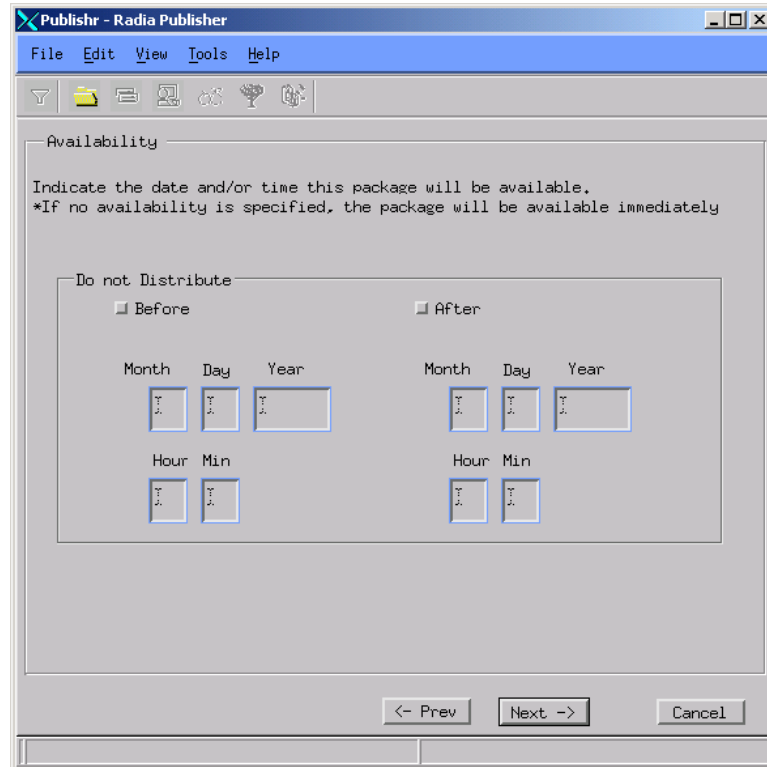 Publishr - Radia Publisher
File Edit View Tools Help
Availability
Indicate the date and/or time this package will be available.
*If no availability is specified, the package will be available immediately
Do not Distribute
Before After
Month Day Year Month Day Year
Hour Min Hour Min
<- Prev Next -> Cancel